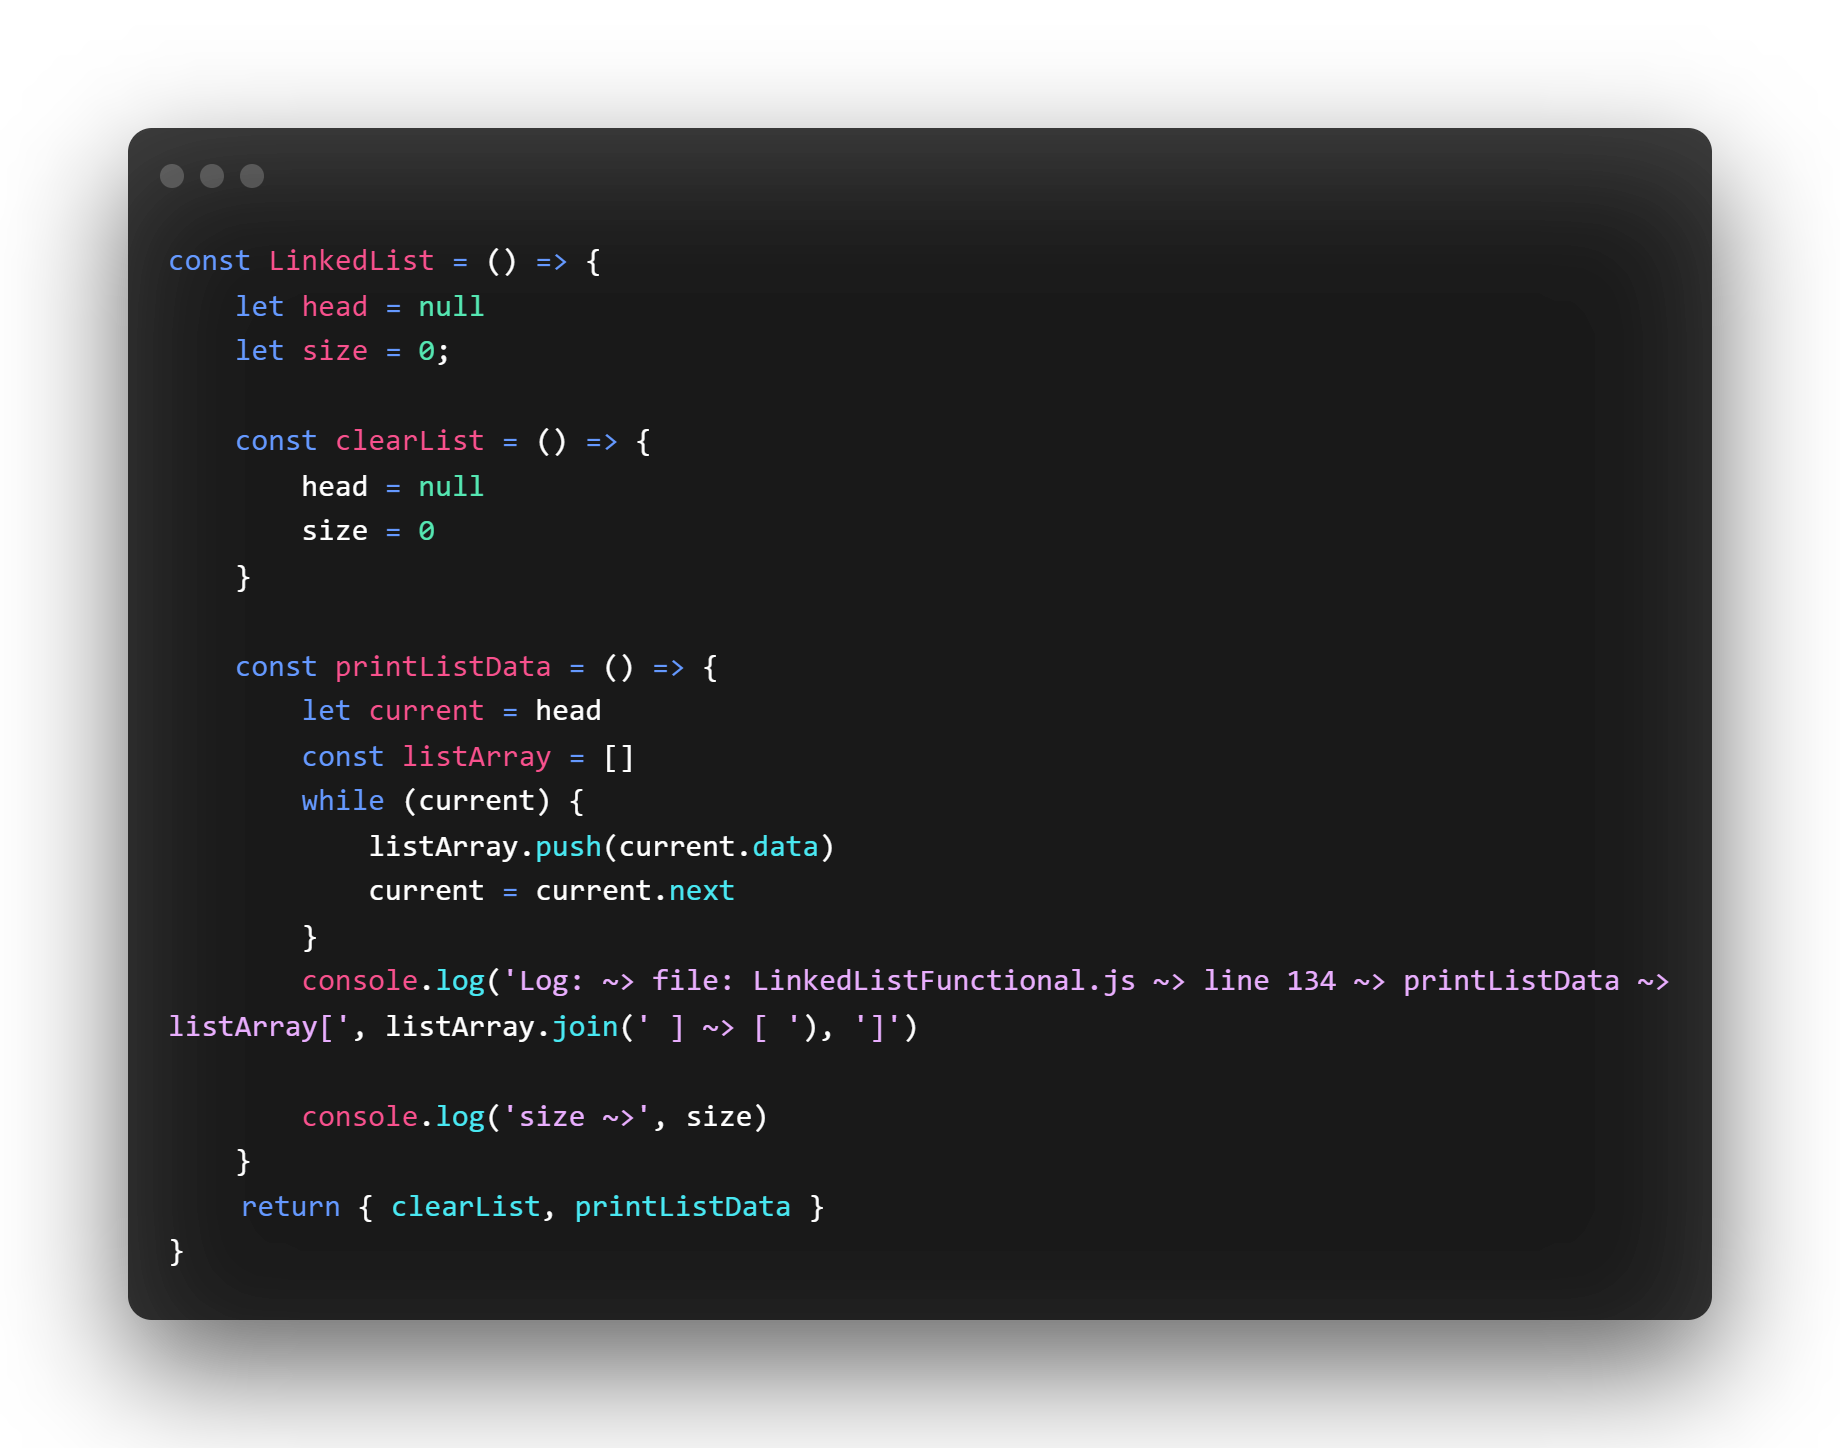 const LinkedList = () => {
    let head = null
    let size = 0;

    const clearList = () => {
        head = null
        size = 0
    }

    const printListData = () => {
        let current = head
        const listArray = []
        while (current) {
            listArray.push(current.data)
            current = current.next
        }
        console.log('Log: ~> file: LinkedListFunctional.js ~> line 134 ~> printListData ~>
listArray[', listArray.join(' ] ~> [ '), ']')

        console.log('size ~>', size)
    }
    return { clearList, printListData }
}